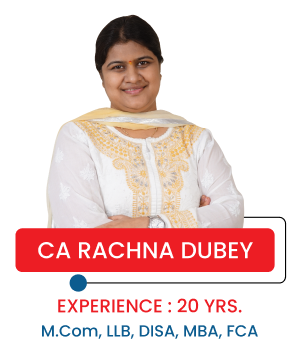 CA RACHNA DUBEY
EXPERIENCE : 20 YRS.
M.Com, LLB, DISA, MBA, FCA